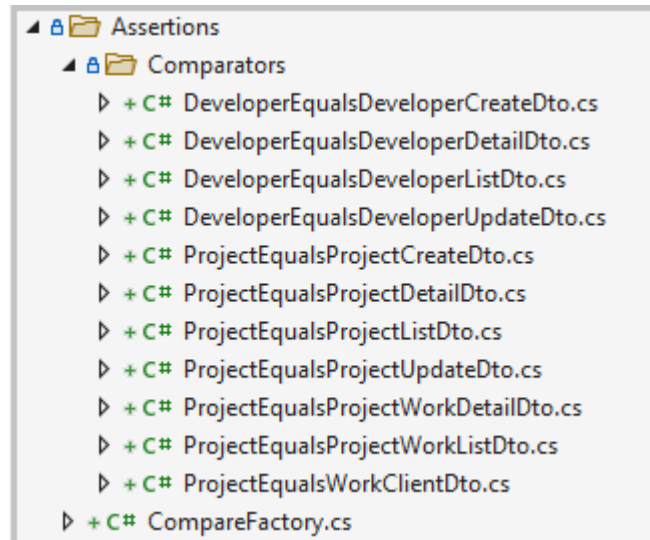 Assertions
Comparators
+ C# DeveloperEqualsDeveloperCreateDto.cs
+ C# DeveloperEqualsDeveloperDetailDto.cs
+ C# DeveloperEqualsDeveloperListDto.cs
+ C# DeveloperEqualsDeveloperUpdateDto.cs
+ C# ProjectEqualsProjectCreateDto.cs
+ C# ProjectEqualsProjectDetailDto.cs
+ C# ProjectEqualsProjectListDto.cs
+ C# ProjectEqualsProjectUpdateDto.cs
+ C# ProjectEqualsProjectWorkDetailDto.cs
+ C# ProjectEqualsProjectWorkListDto.cs
+ C# ProjectEqualsWorkClientDto.cs
+ C# CompareFactory.cs